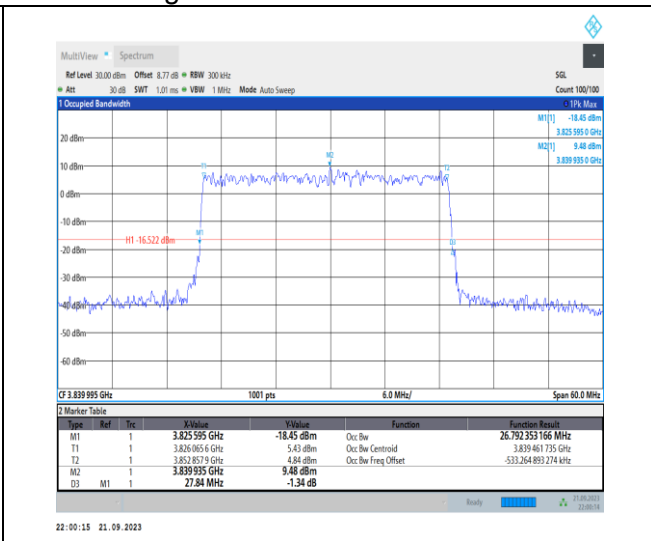 MultiView Spectrum
Ref Level 30.00 dBm Offset 8.77 dB RBW 300 kHz SGL
Att 30 dB SWT 1.01 ms VBW 1 MHz Mode Auto Sweep Count 100/100
1 Occupied Bandwidth 1Pk Max
M1[1] -18.45 dBm
3.825 595 0 GHz
M2[1] 9.48 dBm
3.839 935 0 GHz
20 dBm
M2
10 dBm
T1
T2
0 dBm
-10 dBm
M1
H1 -16.522 dBm
D3
-20 dBm
-30 dBm
-40 dBm
-50 dBm
-60 dBm
CF 3.839 995 GHz 1001 pts 6.0 MHz/ Span 60.0 MHz
2 Marker Table
Type Ref Trc X-Value Y-Value Function Function Result
M1 1 3.825 595 GHz -18.45 dBm Occ Bw 26.792 353 166 MHz
T1 1 3.826 065 6 GHz 5.43 dBm Occ Bw Centroid 3.839 461 735 GHz
T2 1 3.852 857 9 GHz 4.84 dBm Occ Bw Freq Offset -533.264 893 274 kHz
M2 1 3.839 935 GHz 9.48 dBm
D3 M1 1 27.84 MHz -1.34 dB
Ready 21.09.2023
22:00:14
22:00:15 21.09.2023